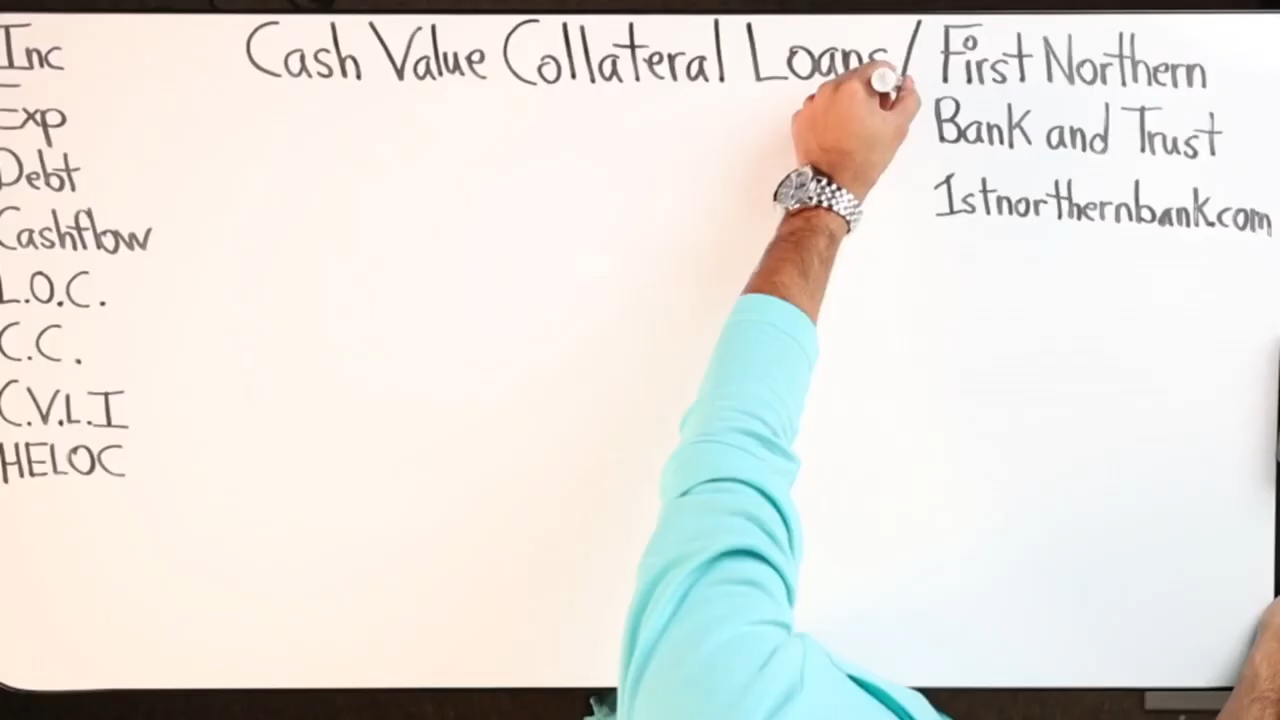 Inc
Exp
Debt
Cashflow
L.O.C.
C.C.
C.V.L.I
HELOC
Cash Value Collateral Loans/
First Northern
Bank and Trust
1stnorthernbank.com